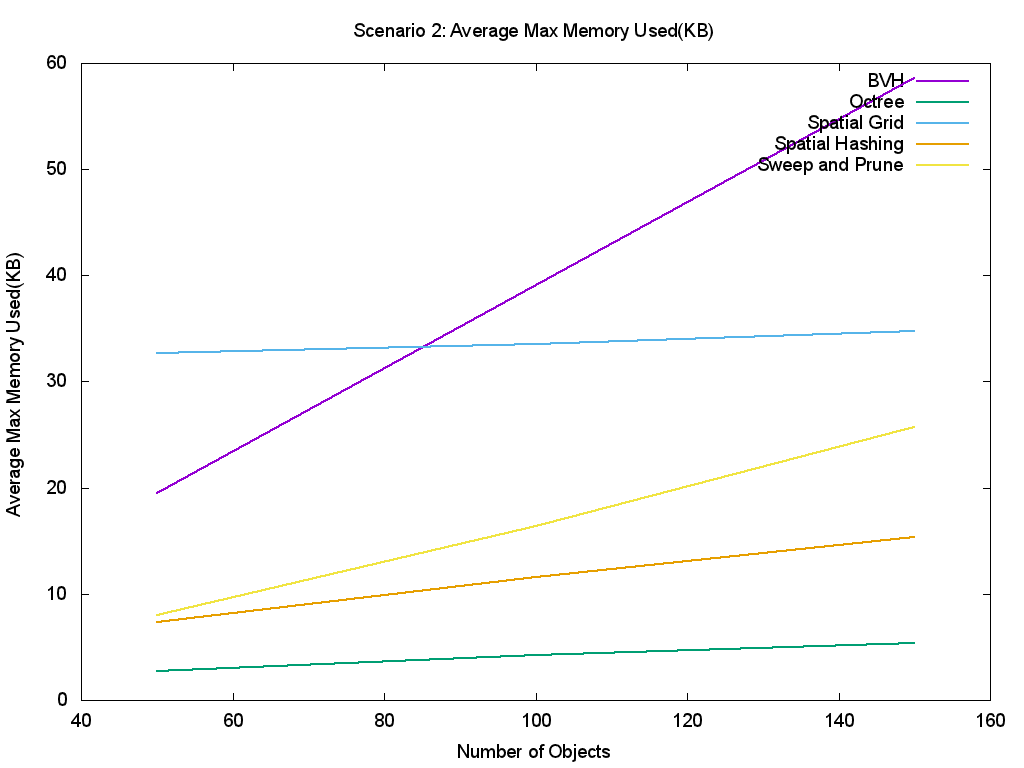 Scenario 2: Average Max Memory Used(KB)
60
50
40
30
20
10
0
Average Max Memory Used(KB)
BVH
Octree
Spatial Grid
Spatial Hashing
Sweep and Prune
40 60 80 100 120 140 160
Number of Objects